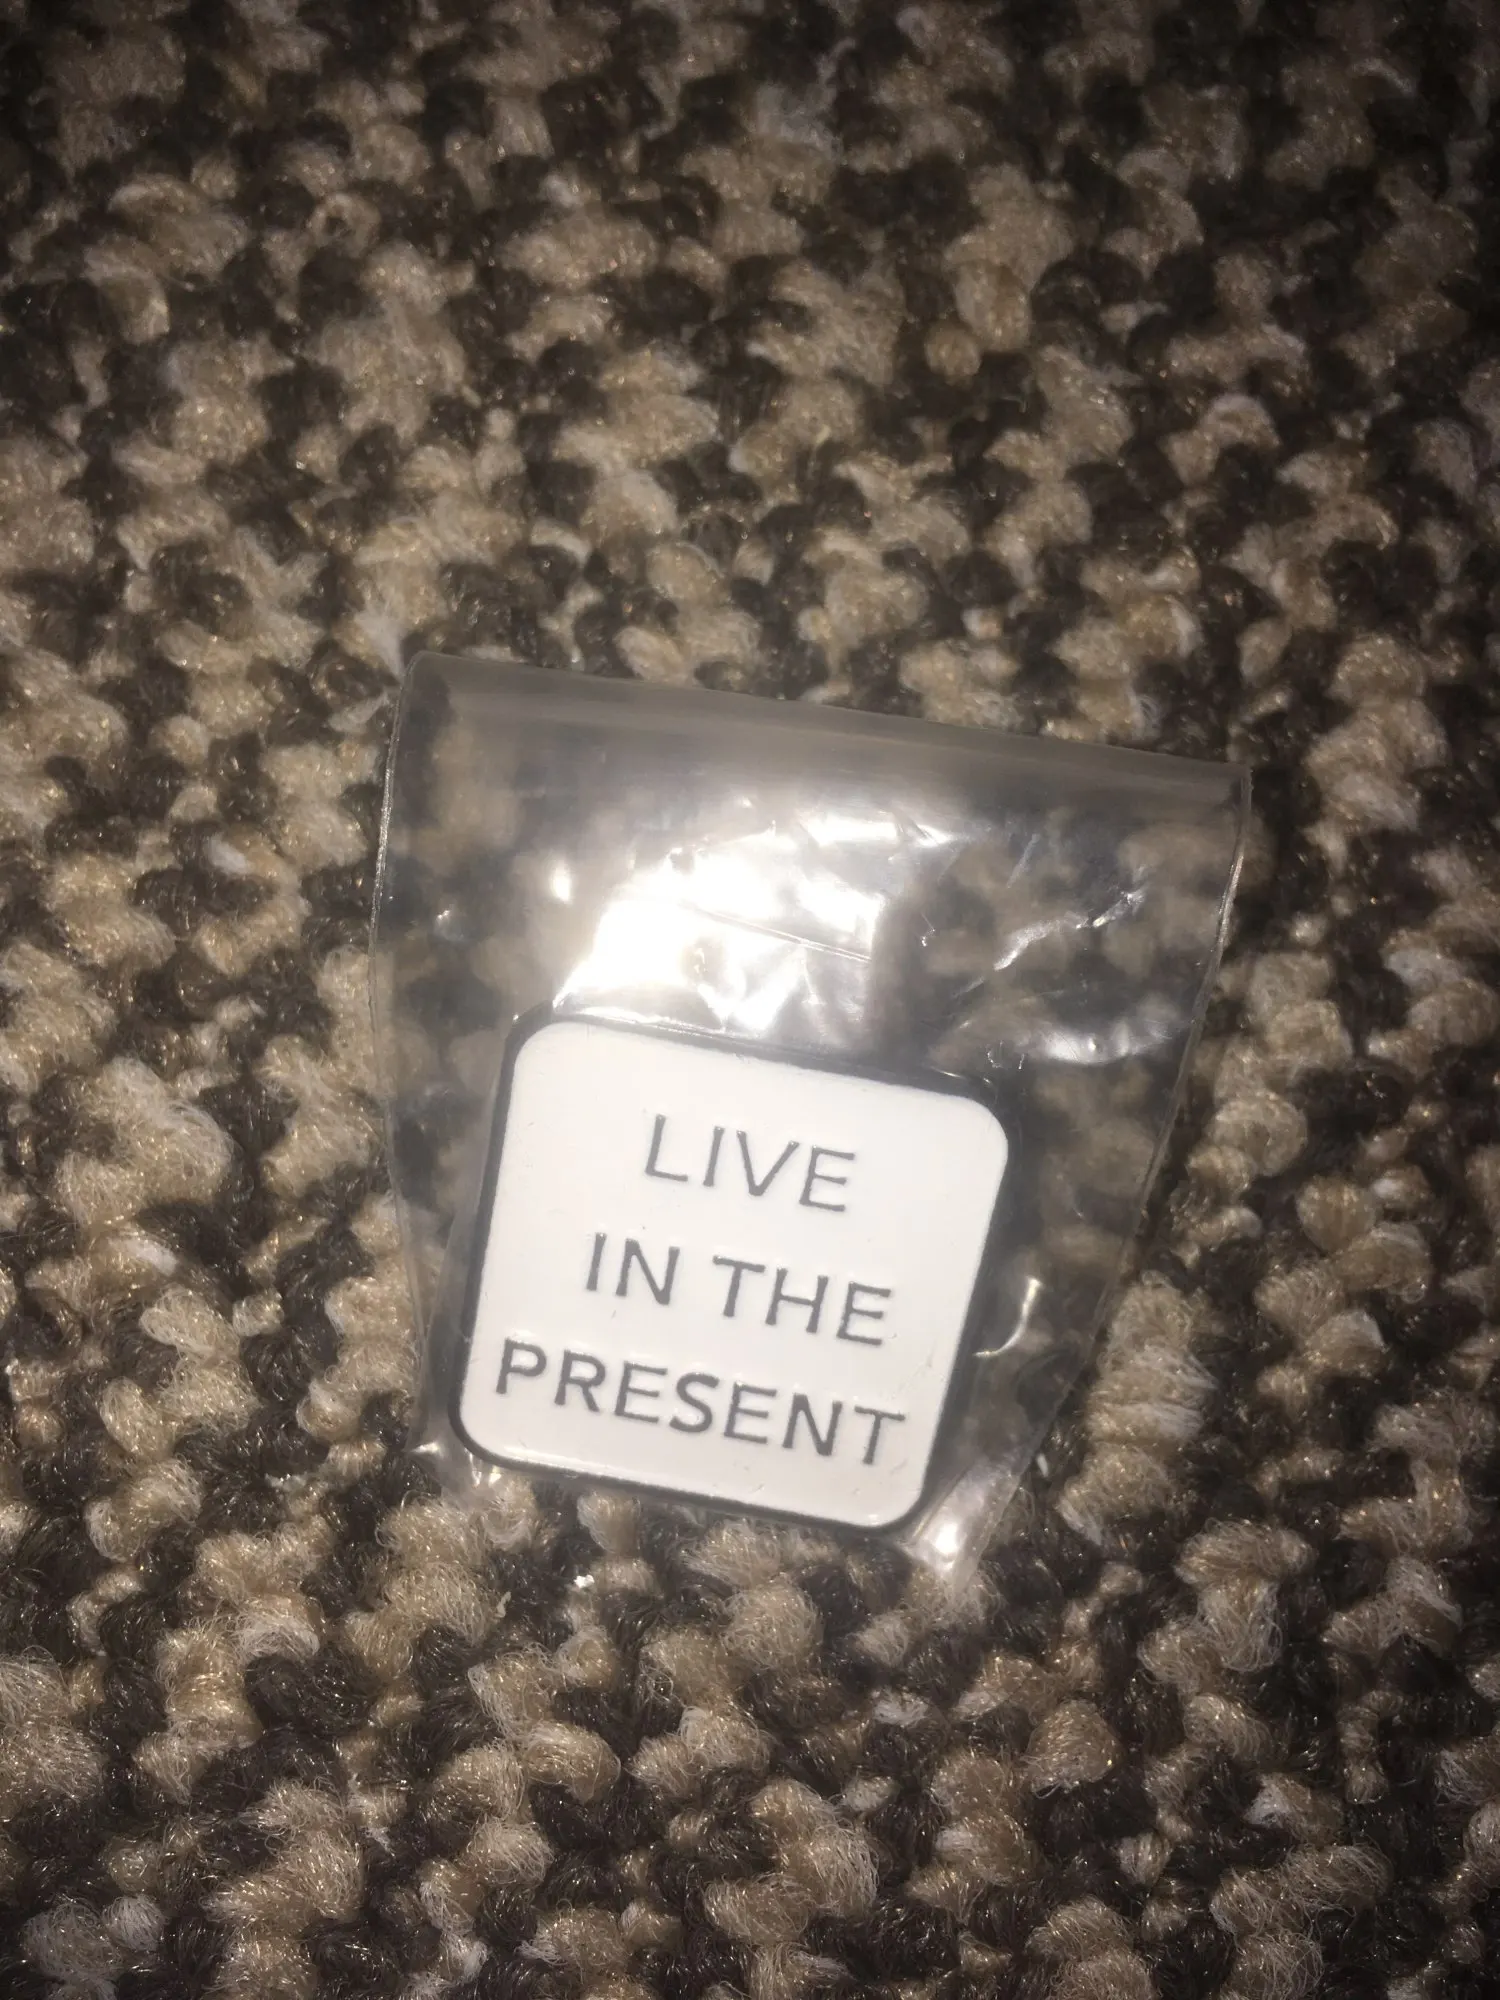 LIVE
IN THE
PRESENT